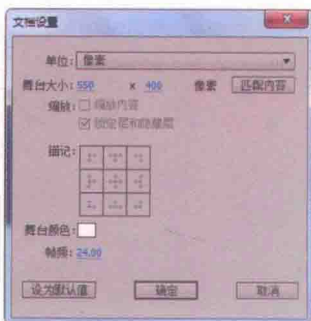 文档设置
单位: 像素
舞台大小: 550 x 400 像素 匹配内容
缩放: 缩放内容
锁定层和隐藏层
描记:
舞台颜色:
帧频: 24.00
设为默认值 确定 取消